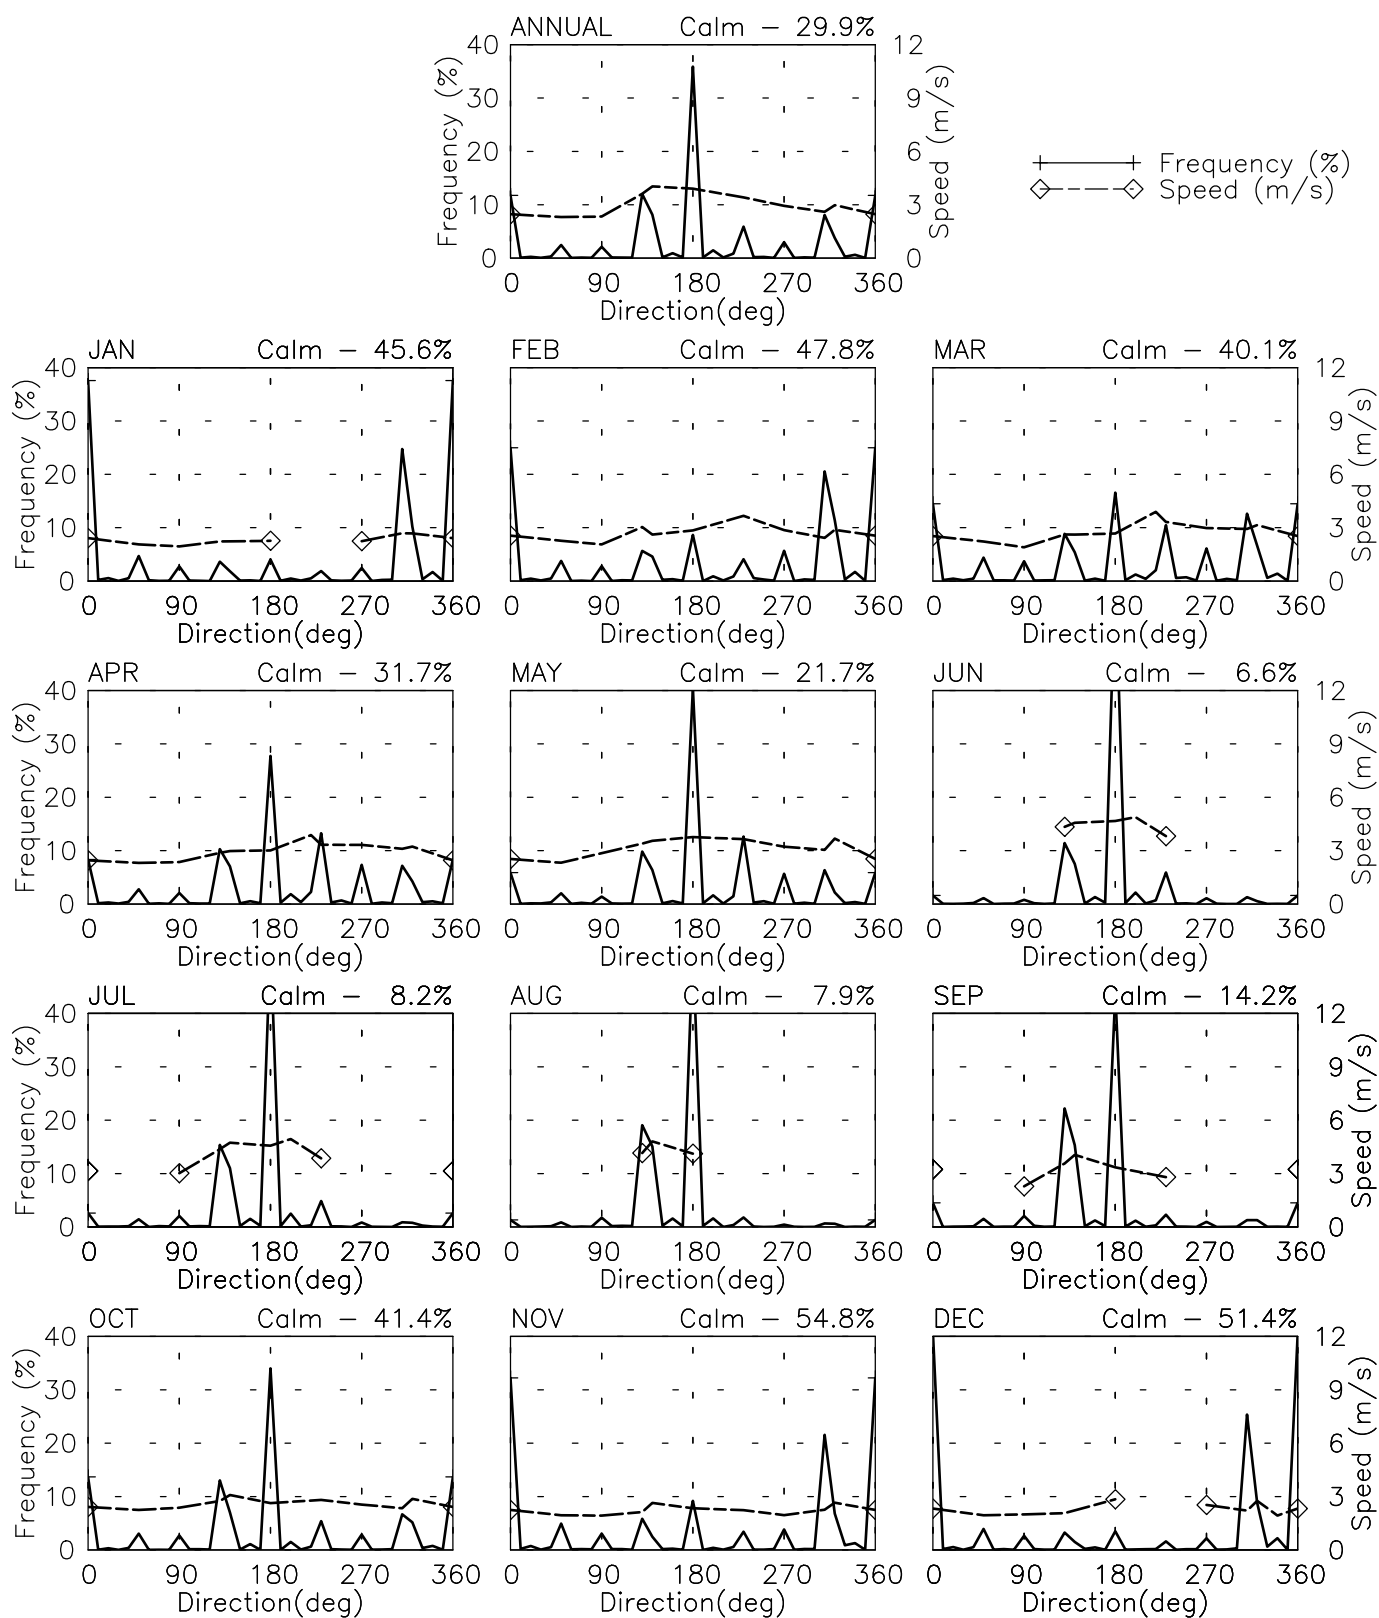 ANNUAL Calm – 29.9%
40 12
30 9
20 6
10 3
0 0
Frequency (%)
Speed (m/s)
0 90 180 270 360
Direction(deg)
Frequency (%)
Speed (m/s)
JAN Calm – 45.6% FEB Calm – 47.8% MAR Calm – 40.1%
40 12
30 9
20 6
10 3
0 0
Frequency (%)
Speed (m/s)
0 90 180 270 360 0 90 180 270 360 0 90 180 270 360
Direction(deg) Direction(deg) Direction(deg)
APR Calm – 31.7% MAY Calm – 21.7% JUN Calm – 6.6%
40 12
30 9
20 6
10 3
0 0
Frequency (%)
Speed (m/s)
0 90 180 270 360 0 90 180 270 360 0 90 180 270 360
Direction(deg) Direction(deg) Direction(deg)
JUL Calm – 8.2% AUG Calm – 7.9% SEP Calm – 14.2%
40 12
30 9
20 6
10 3
0 0
Frequency (%)
Speed (m/s)
0 90 180 270 360 0 90 180 270 360 0 90 180 270 360
Direction(deg) Direction(deg) Direction(deg)
OCT Calm – 41.4% NOV Calm – 54.8% DEC Calm – 51.4%
40 12
30 9
20 6
10 3
0 0
Frequency (%)
Speed (m/s)
0 90 180 270 360 0 90 180 270 360 0 90 180 270 360
Direction(deg) Direction(deg) Direction(deg)